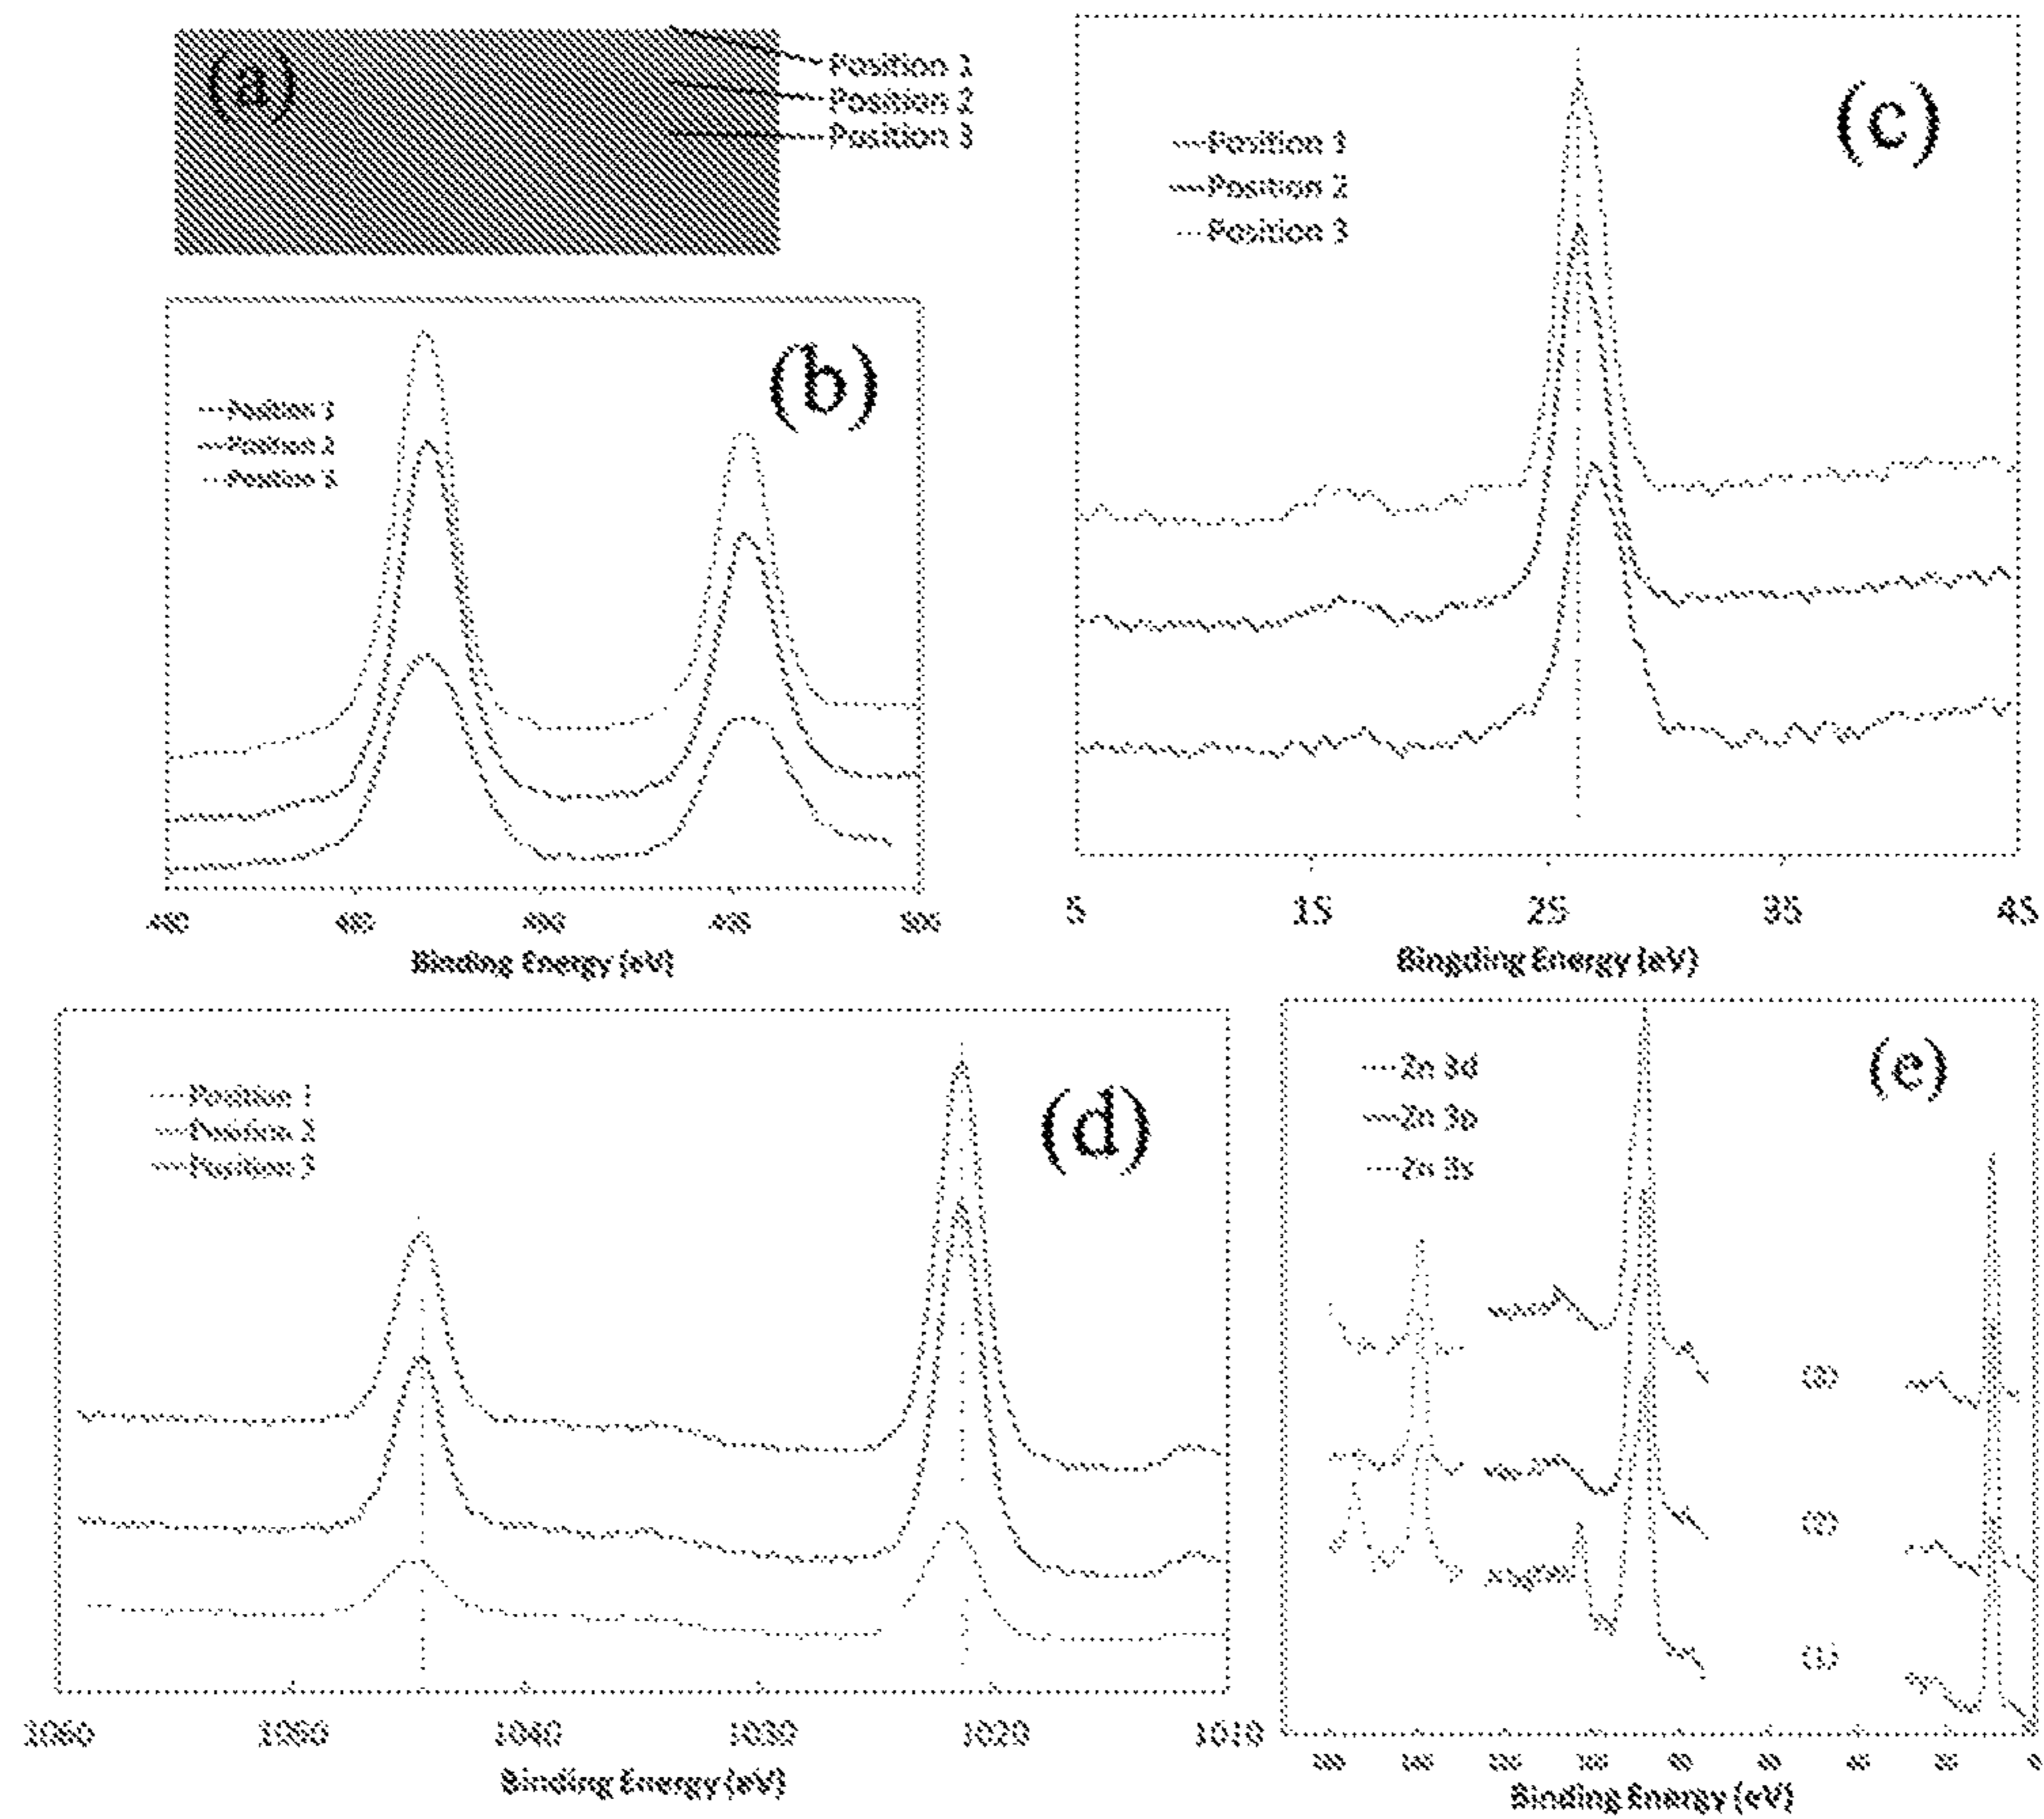 (a)
Position 1
Position 2
Position 3
(b)
Position 1
Position 2
Position
Binding Energy (eV)
(c)
Position 1
Position 2
Position 3
5 15 25 35 45
Bingding Energy (eV)
(d)
Position 1
Position 2
Position 3
1060 1050 1040 1030 1020 1010
Binding Energy (eV)
(e)
Zn 3d
Zn 3p
Zn 3s
(3)
(2)
(1)
Binding Energy (eV)